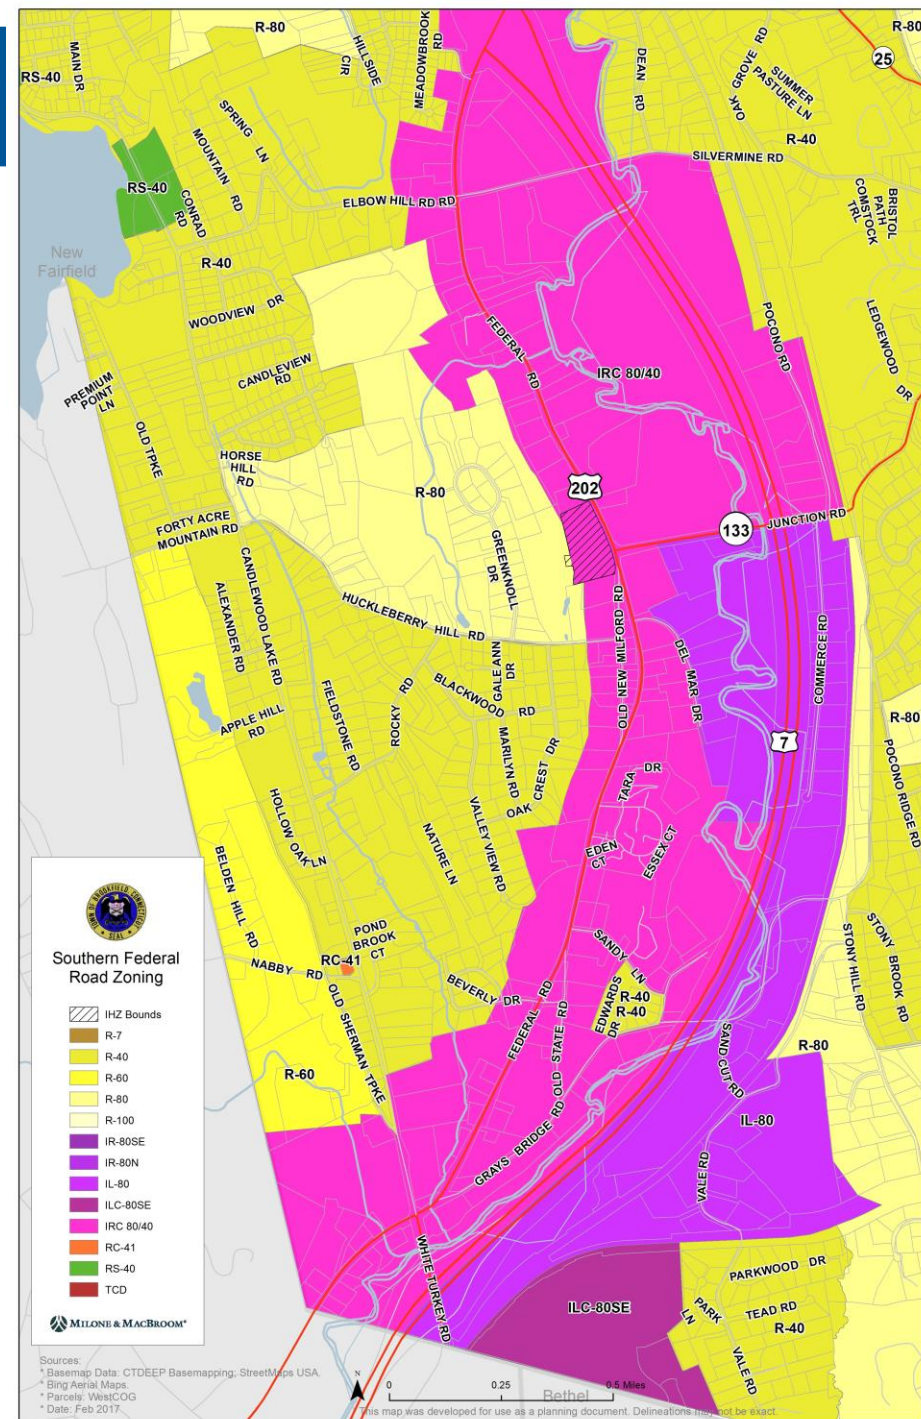 R-80
R-80
MAIN DR
HILLSIDE
CIR
MEADOWBROOK
RD
DEAN RD
OAK GROVE RD
SUMMER
PASTURE LN
25
RS-40
SPRING LN
MOUNTAIN RD
R-40
SILVERMINE RD
RS-40
CONRAD
RD
ELBOW HILL RD RD
BRISTOL
PATH
COMSTOCK
TRL
New
Fairfield
R-40
WOODVIEW DR
POCONO RD
LEDGEWOOD DR
FEDERAL RD
CANDLEVIEW
RD
IRC 80/40
PREMIUM
POINT
LN
OLD TPKE
HORSE
HILL
RD
R-80
202
FORTY ACRE
MOUNTAIN RD
GREENKNOLL
DR
133
JUNCTION RD
ALEXANDER RD
CANDLEWOOD LAKE RD
HUCKLEBERRY HILL RD
OLD NEW MILFORD RD
DEL MAR DR
COMMERCE RD
GALE ANN
DR
BLACKWOOD RD
ROCKY RD
FIELDSTONE RD
APPLE HILL
RD
MARILYN RD
R-80
7
POCONO RIDGE RD
OAK CREST DR
TARA DR
HOLLOW OAK LN
NATURE LN
VALLEY VIEW RD
EDEN
CT
ESSEX CT
BELDEN HILL RD
POND
BROOK
CT
RC-41
NABBY RD
SANDY LN
STONY HILL RD
STONY BROOK RD
BEVERLY DR
FEDERAL RD
OLD STATE RD
EDWARDS
DR
R-40
R-40
OLD SHERMAN TPKE
SAND CUT RD
R-80
R-60
IL-80
GRAYS BRIDGE RD
VALE RD
WHITE TURKEY RD
ILC-80SE
PARKWOOD DR
PARK
LN
TEAD RD
R-40
VALE RD
TOWN OF BROOKFIELD, CONNECTICUT
SEAL
Southern Federal
Road Zoning
IHZ Bounds
R-7
R-40
R-60
R-80
R-100
IR-80SE
IR-80N
IL-80
ILC-80SE
IRC 80/40
RC-41
RS-40
TCD
MILONE & MACBROOM®
Sources:
* Basemap Data: CTDEP Basemapping; StreetMaps USA.
* Bing Aerial Maps.
* Parcels: WestCOG
* Date: Feb 2017
N
0 0.25 0.5 Miles
Bethel
This map was developed for use as a planning document. Delineations may not be exact.